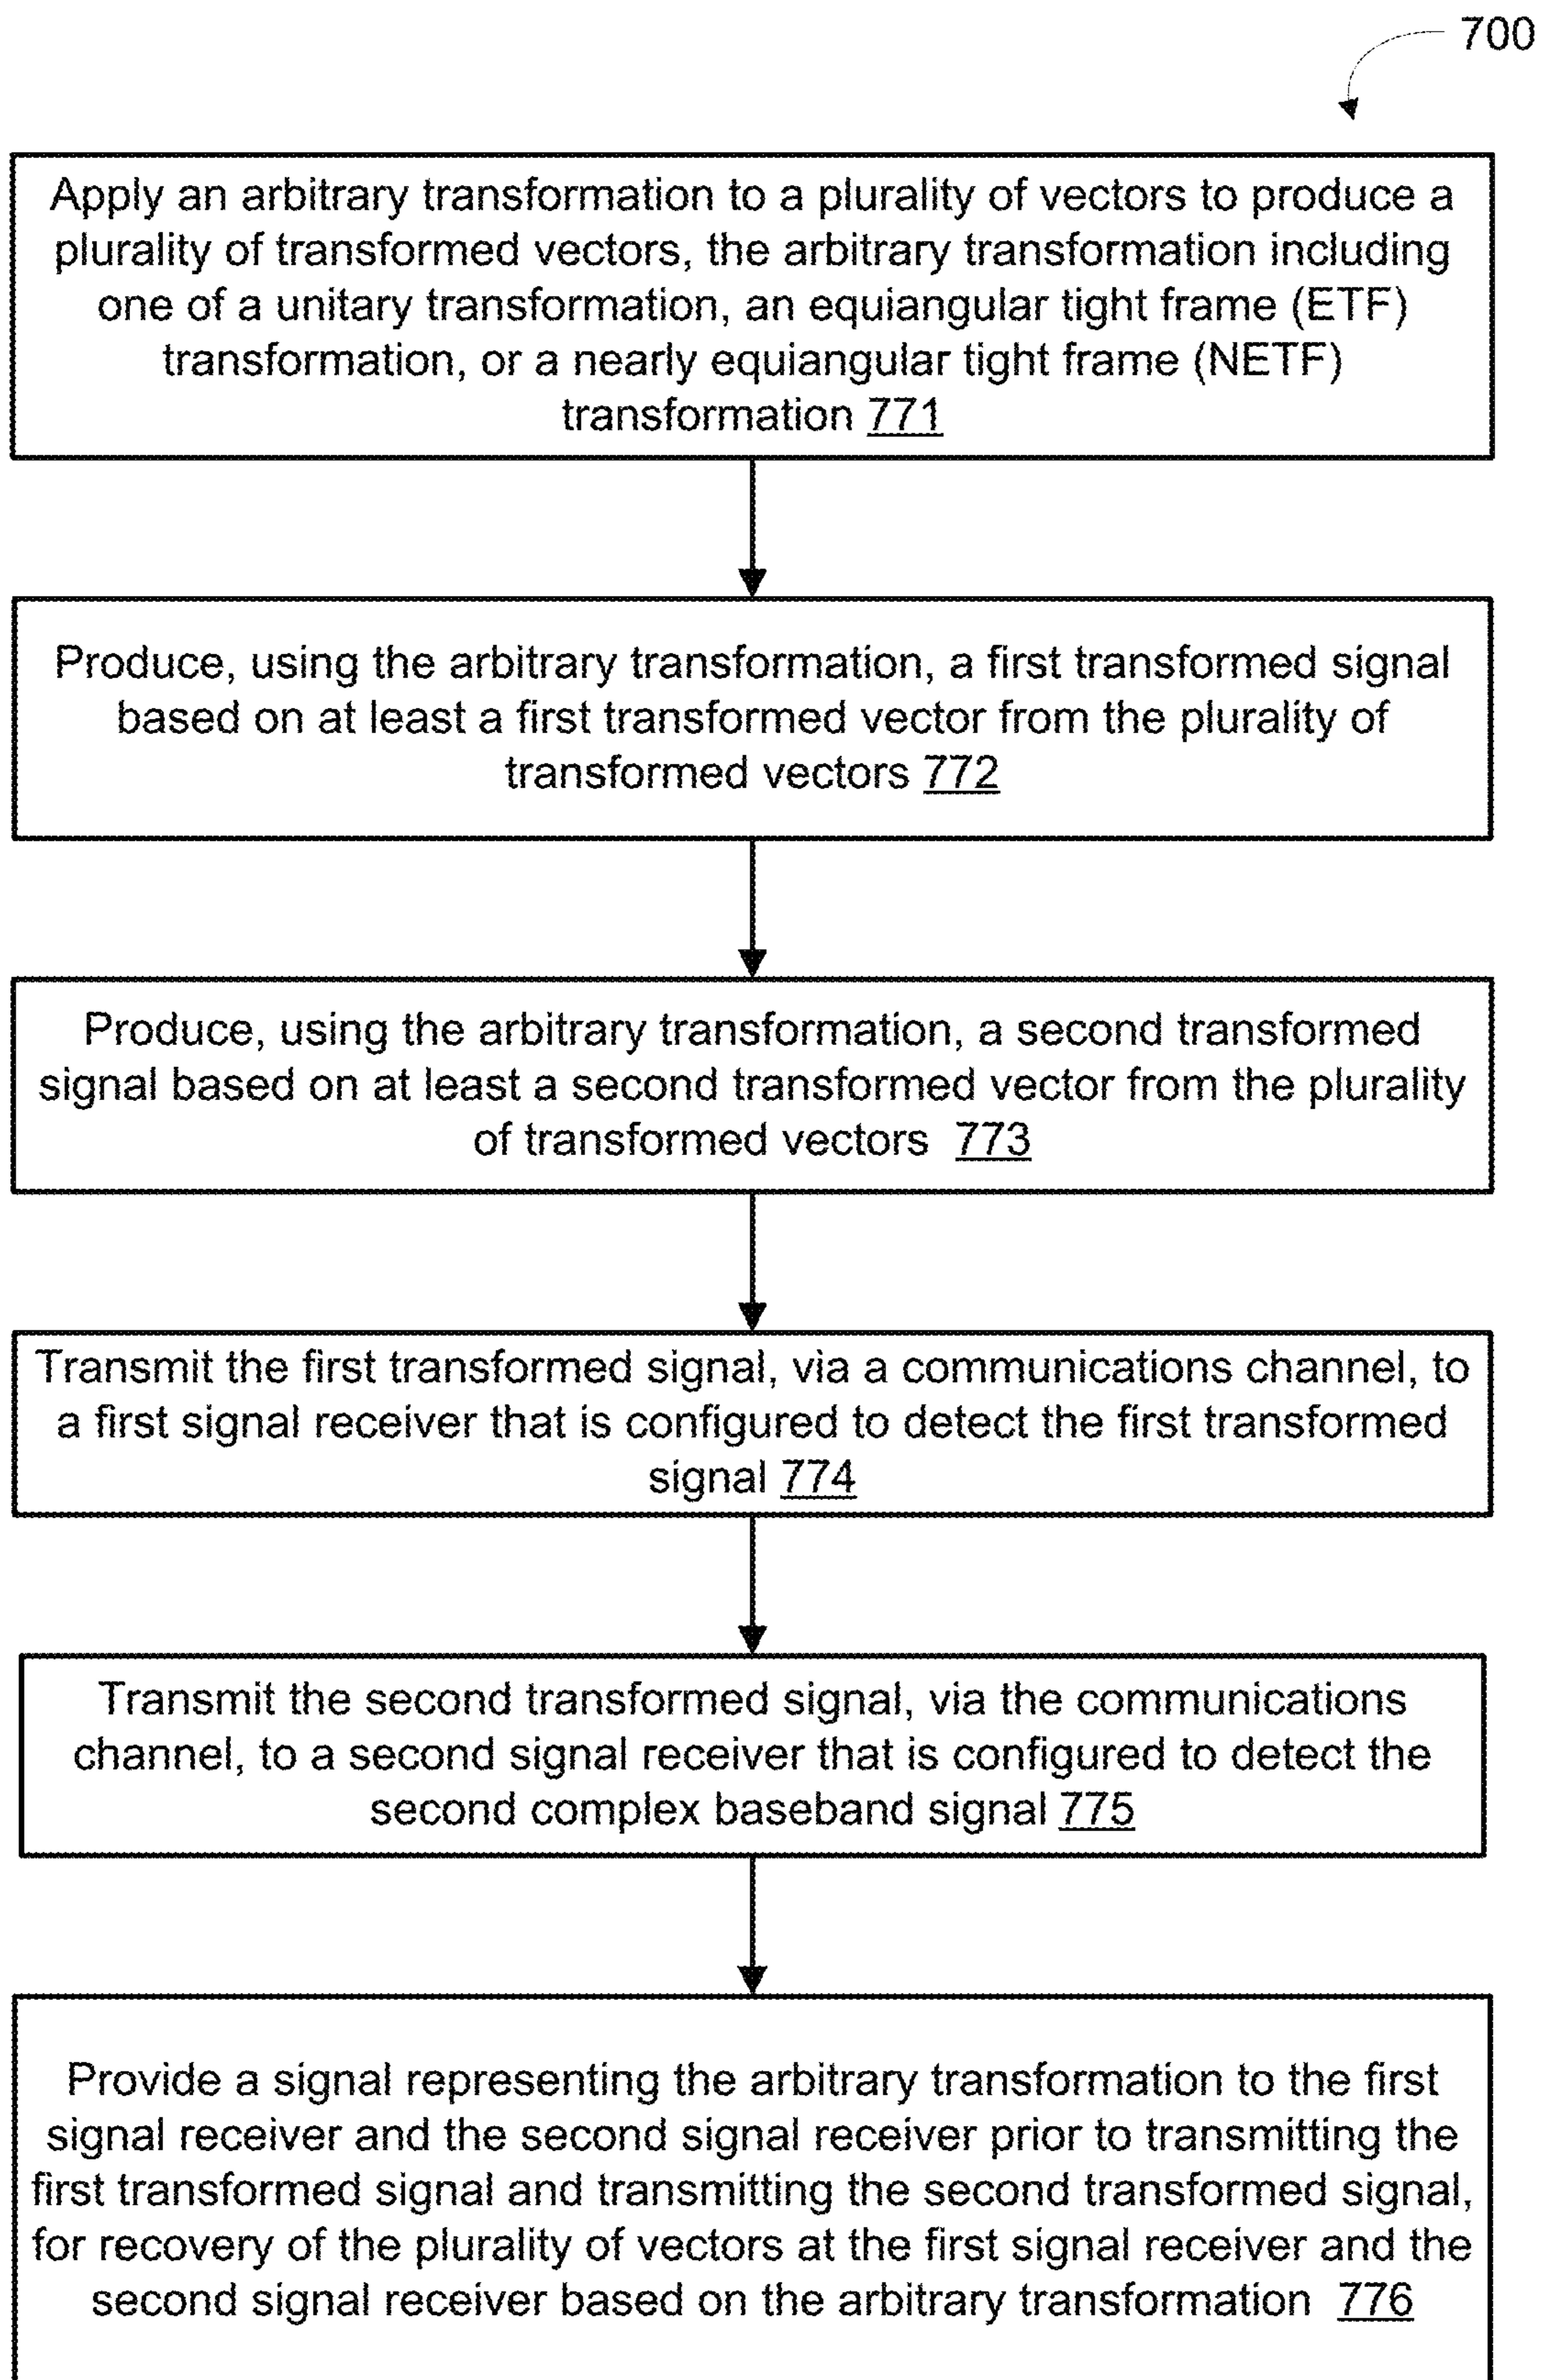 700
Apply an arbitrary transformation to a plurality of vectors to produce a
plurality of transformed vectors, the arbitrary transformation including
one of a unitary transformation, an equiangular tight frame (ETF)
transformation, or a nearly equiangular tight frame (NETF)
transformation 771
Produce, using the arbitrary transformation, a first transformed signal
based on at least a first transformed vector from the plurality of
transformed vectors 772
Produce, using the arbitrary transformation, a second transformed
signal based on at least a second transformed vector from the plurality
of transformed vectors 773
Transmit the first transformed signal, via a communications channel, to
a first signal receiver that is configured to detect the first transformed
signal 774
Transmit the second transformed signal, via the communications
channel, to a second signal receiver that is configured to detect the
second complex baseband signal 775
Provide a signal representing the arbitrary transformation to the first
signal receiver and the second signal receiver prior to transmitting the
first transformed signal and transmitting the second transformed signal,
for recovery of the plurality of vectors at the first signal receiver and the
second signal receiver based on the arbitrary transformation 776